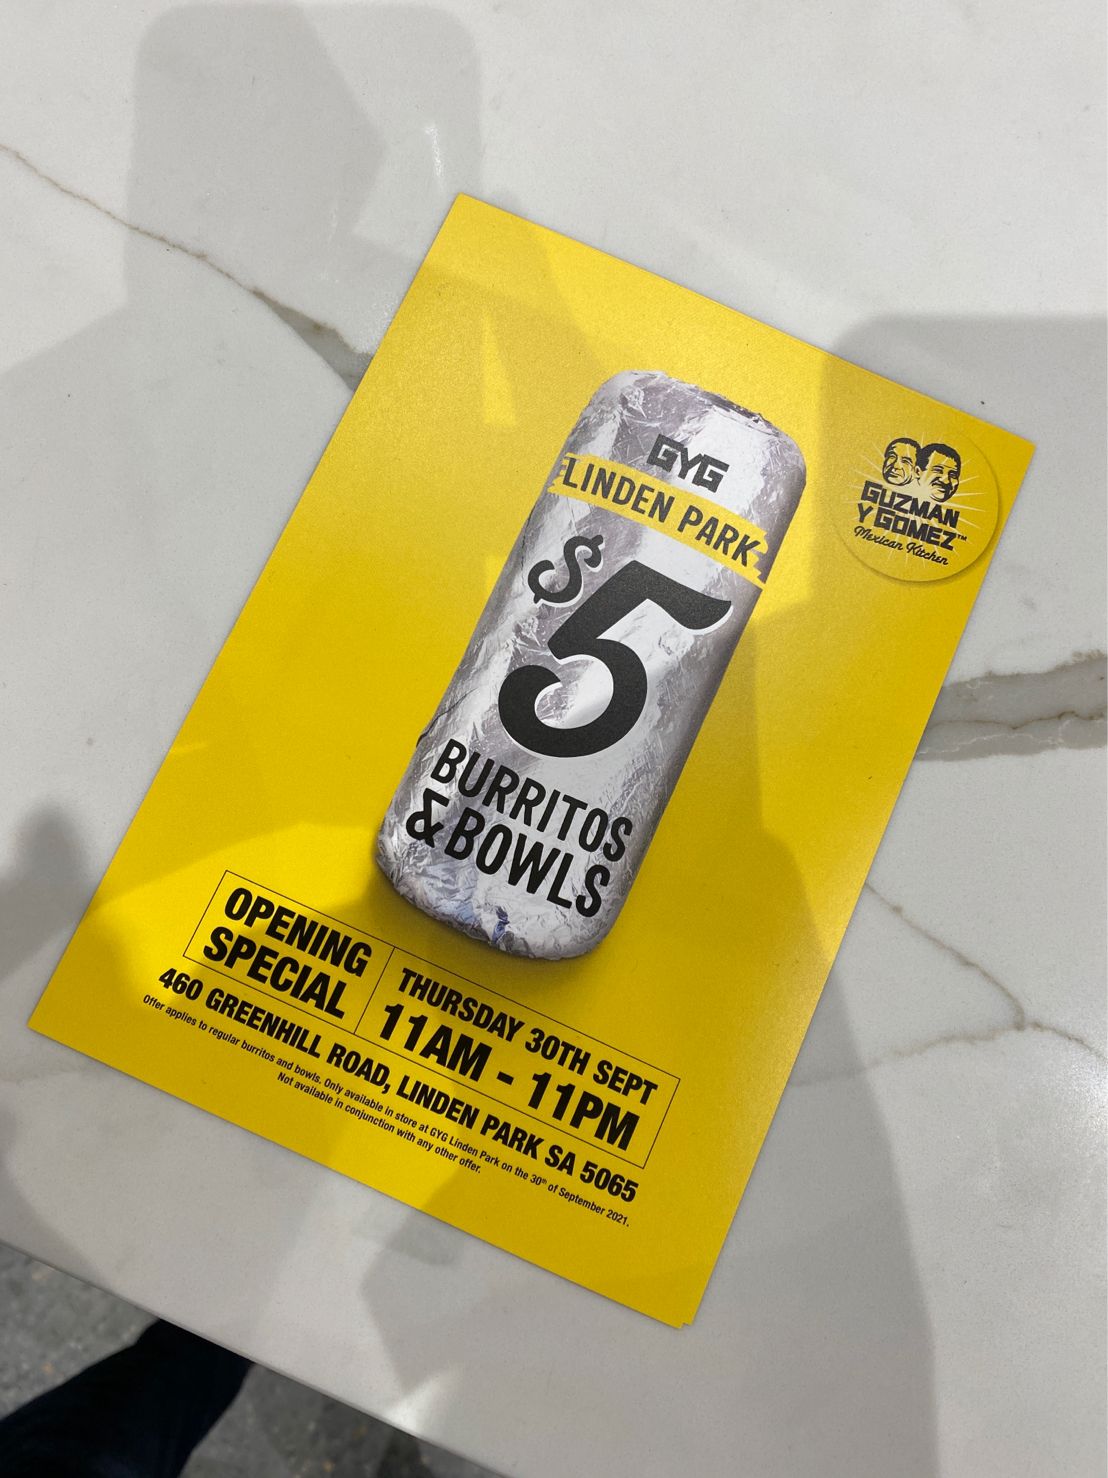 GYG
LINDEN PARK
$5
BURRITOS
& BOWLS
GUZMAN
Y GOMEZ™
Mexican Kitchen
OPENING
SPECIAL
THURSDAY 30TH SEPT
11AM - 11PM
460 GREENHILL ROAD, LINDEN PARK SA 5065
Offer applies to regular burritos and bowls. Only available in store at GYG Linden Park on the 30th of September 2021.
Not available in conjunction with any other offer.